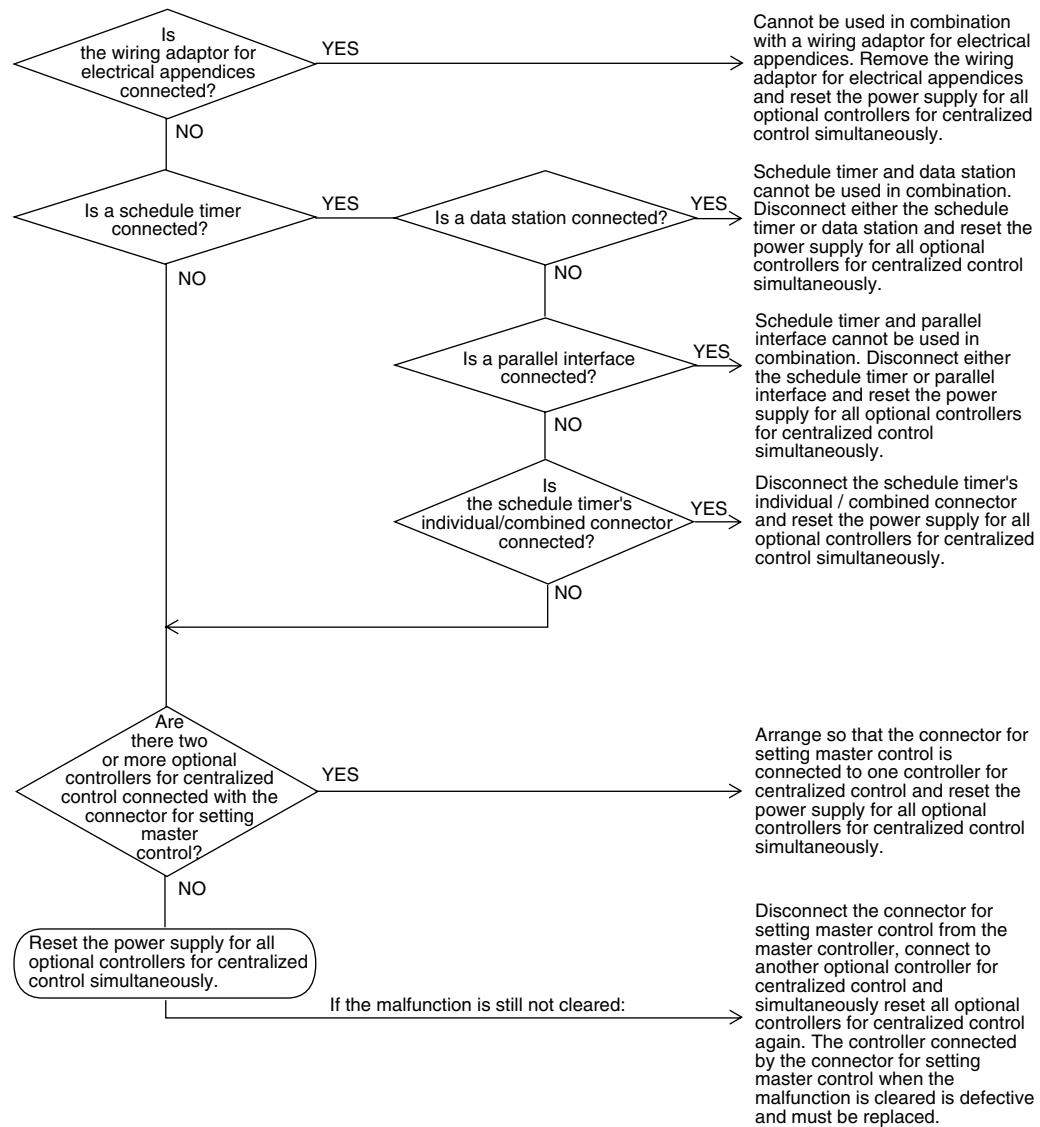 Is
the wiring adaptor for
electrical appendices
connected?
YES
Cannot be used in combination
with a wiring adaptor for electrical
appendices. Remove the wiring
adaptor for electrical appendices
and reset the power supply for all
optional controllers for centralized
control simultaneously.
NO
Is a schedule timer
connected?
YES
Is a data station connected?
YES
Schedule timer and data station
cannot be used in combination.
Disconnect either the schedule
timer or data station and reset the
power supply for all optional
controllers for centralized control
simultaneously.
NO
NO
Is a parallel interface
connected?
YES
Schedule timer and parallel
interface cannot be used in
combination. Disconnect either
the schedule timer or parallel
interface and reset the power
supply for all optional controllers
for centralized control
simultaneously.
NO
Is
the schedule timer's
individual/combined connector
connected?
YES
Disconnect the schedule timer's
individual / combined connector
and reset the power supply for all
optional controllers for centralized
control simultaneously.
NO
Are
there two
or more optional
controllers for centralized
control connected with the
connector for setting
master
control?
YES
Arrange so that the connector for
setting master control is
connected to one controller for
centralized control and reset the
power supply for all optional
controllers for centralized control
simultaneously.
NO
Reset the power supply for all
optional controllers for centralized
control simultaneously.
If the malfunction is still not cleared:
Disconnect the connector for
setting master control from the
master controller, connect to
another optional controller for
centralized control and
simultaneously reset all optional
controllers for centralized control
again. The controller connected
by the connector for setting
master control when the
malfunction is cleared is defective
and must be replaced.